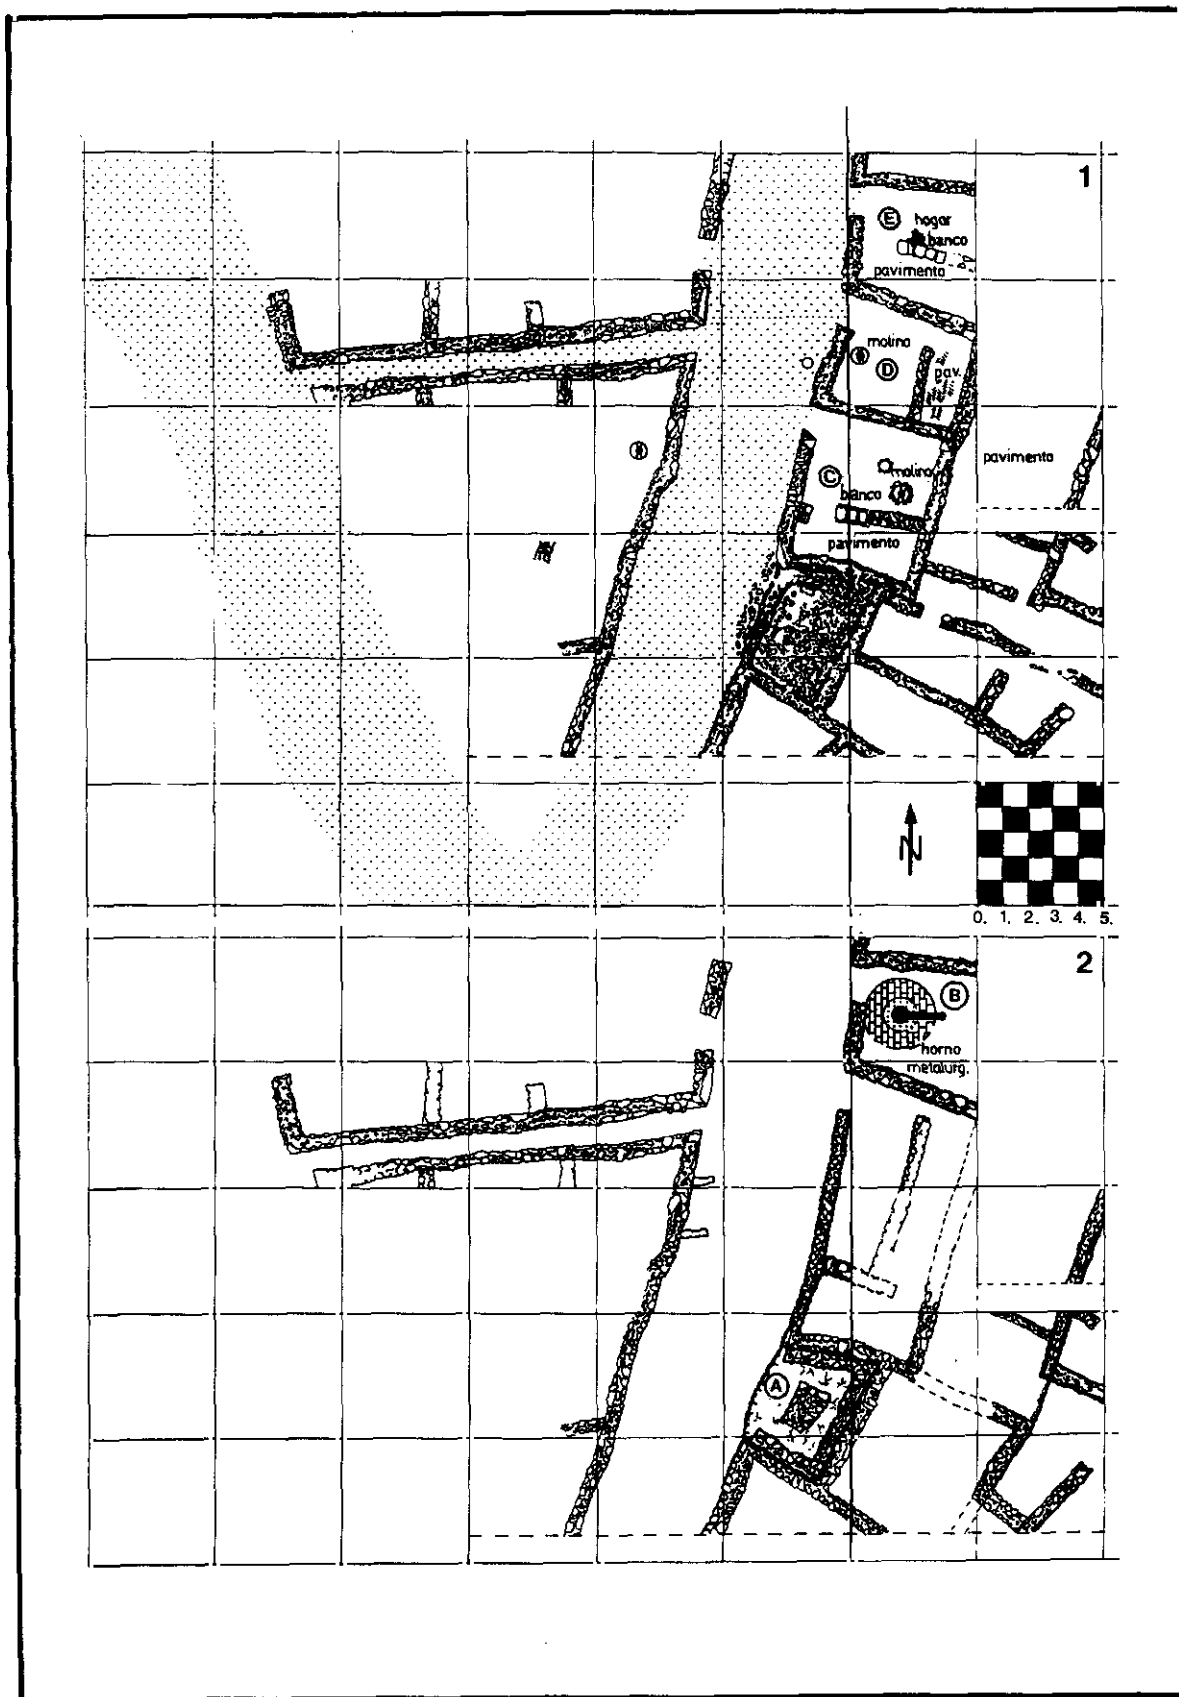 1
E hogar
banco
pavimento
molino
D
pav.
pavimento
C molino
banco
pavimento
N
0. 1. 2. 3. 4. 5.
2
B
horno
metalurg.
A